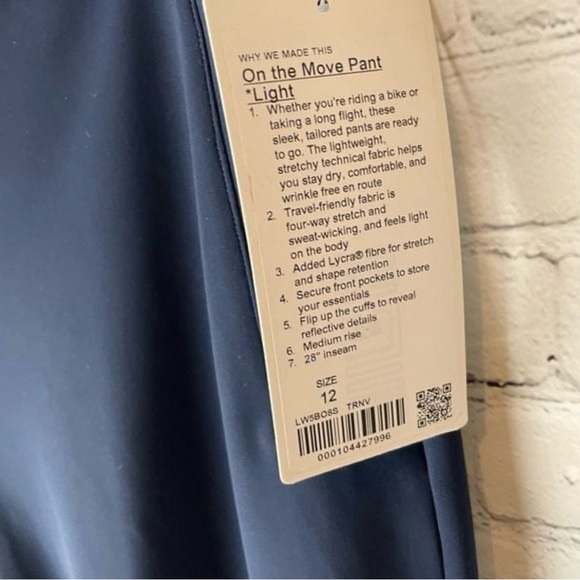 WHY WE MADE THIS
On the Move Pant
*Light
1. Whether you're riding a bike or
taking a long flight, these
sleek, tailored pants are ready
to go. The lightweight,
stretchy technical fabric helps
you stay dry, comfortable, and
wrinkle free en route
2. Travel-friendly fabric is
four-way stretch and
sweat-wicking, and feels light
on the body
3. Added Lycra® fibre for stretch
and shape retention
4. Secure front pockets to store
your essentials
5. Flip up the cuffs to reveal
reflective details
6. Medium rise
7. 28" inseam
SIZE
12
LW5BO8S TRNV
000104427996